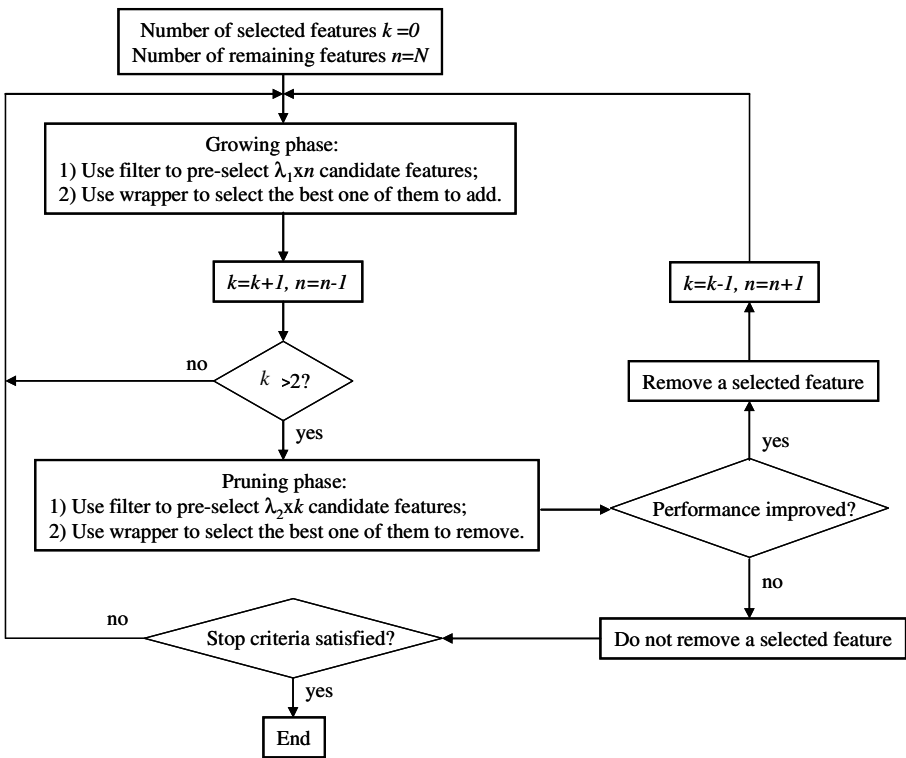 Number of selected features k =0
Number of remaining features n=N
Growing phase:
1) Use filter to pre-select λ₁xn candidate features;
2) Use wrapper to select the best one of them to add.
k=k+1, n=n-1
k=k-1, n=n+1
no
k >2?
Remove a selected feature
yes
yes
Pruning phase:
1) Use filter to pre-select λ₂xk candidate features;
2) Use wrapper to select the best one of them to remove.
Performance improved?
no
no
Stop criteria satisfied?
Do not remove a selected feature
yes
End